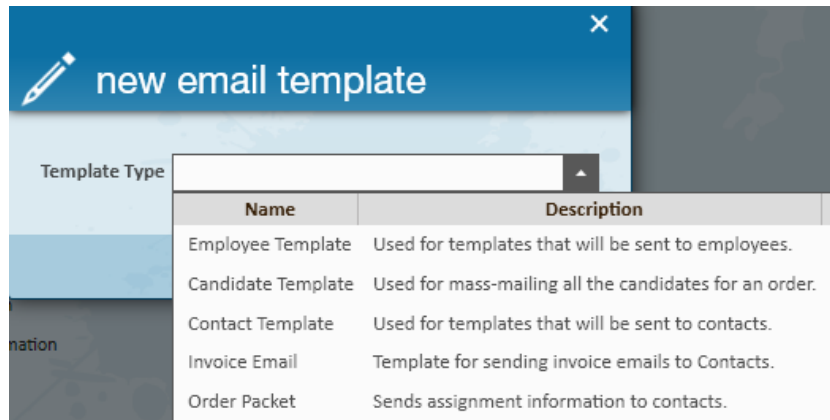 new email template
Template Type
Name Description
Employee Template Used for templates that will be sent to employees.
Candidate Template Used for mass-mailing all the candidates for an order.
Contact Template Used for templates that will be sent to contacts.
Invoice Email Template for sending invoice emails to Contacts.
Order Packet Sends assignment information to contacts.